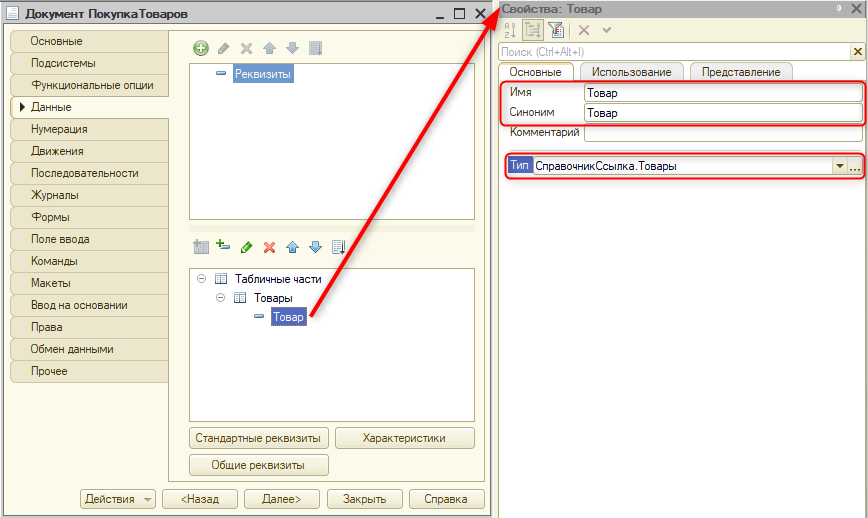 Документ ПокупкаТоваров
Основные
Подсистемы
Функциональные опции
Данные
Нумерация
Движения
Последовательности
Журналы
Формы
Поле ввода
Команды
Макеты
Ввод на основании
Права
Обмен данными
Прочее
Реквизиты
Табличные части
Товары
Товар
Стандартные реквизиты
Характеристики
Общие реквизиты
Действия
<Назад
Далее>
Закрыть
Справка
Свойства: Товар
Поиск (Ctrl+Alt+I)
Основные
Использование
Представление
Имя Товар
Синоним Товар
Комментарий
Тип СправочникСсылка.Товары